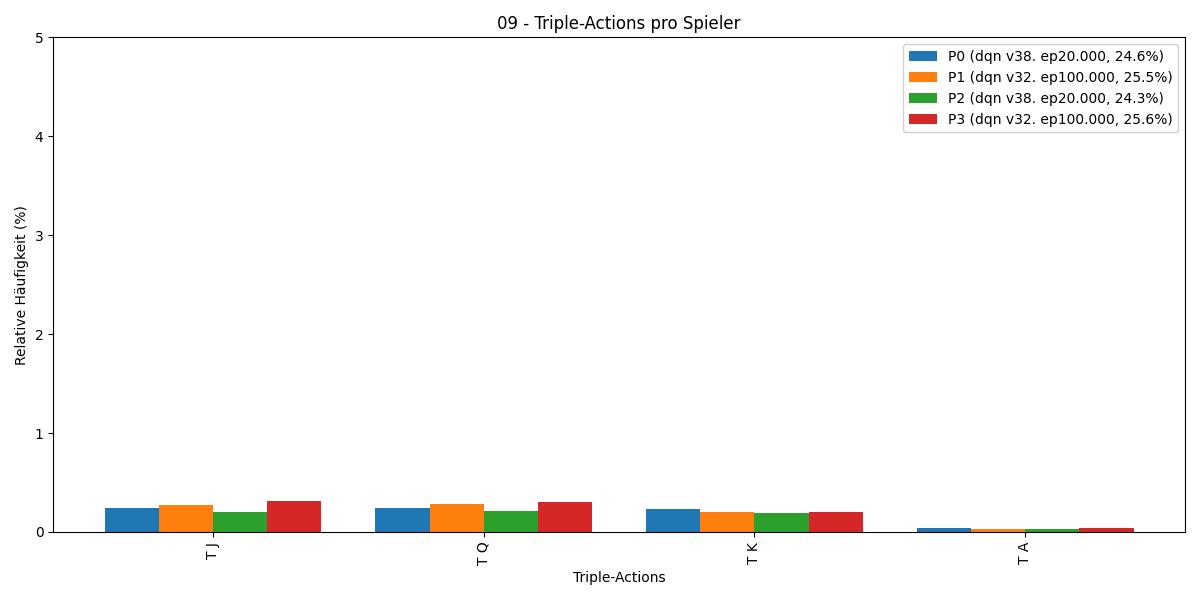 09 - Triple-Actions pro Spieler
P0 (dqn v38. ep20.000, 24.6%)
P1 (dqn v32. ep100.000, 25.5%)
P2 (dqn v38. ep20.000, 24.3%)
P3 (dqn v32. ep100.000, 25.6%)
Relative Häufigkeit (%)
5
4
3
2
1
0
T J
T Q
T K
T A
Triple-Actions